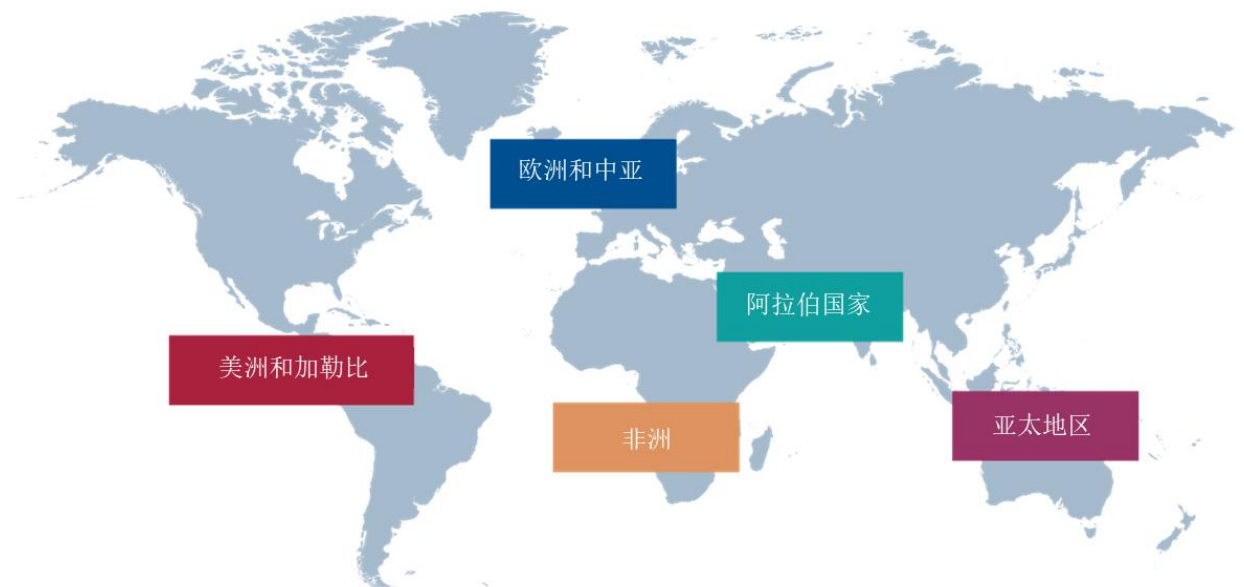 欧洲和中亚
阿拉伯国家
美洲和加勒比
非洲
亚太地区